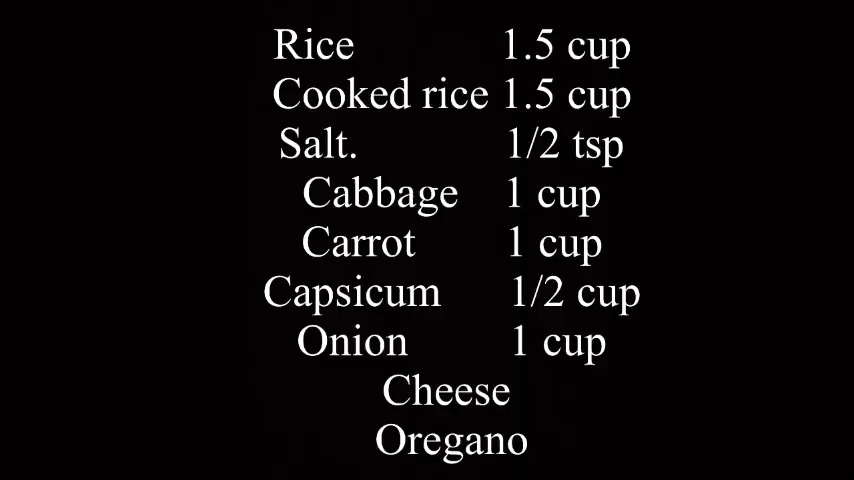 Rice 1.5 cup
Cooked rice 1.5 cup
Salt. 1/2 tsp
Cabbage 1 cup
Carrot 1 cup
Capsicum 1/2 cup
Onion 1 cup
Cheese
Oregano